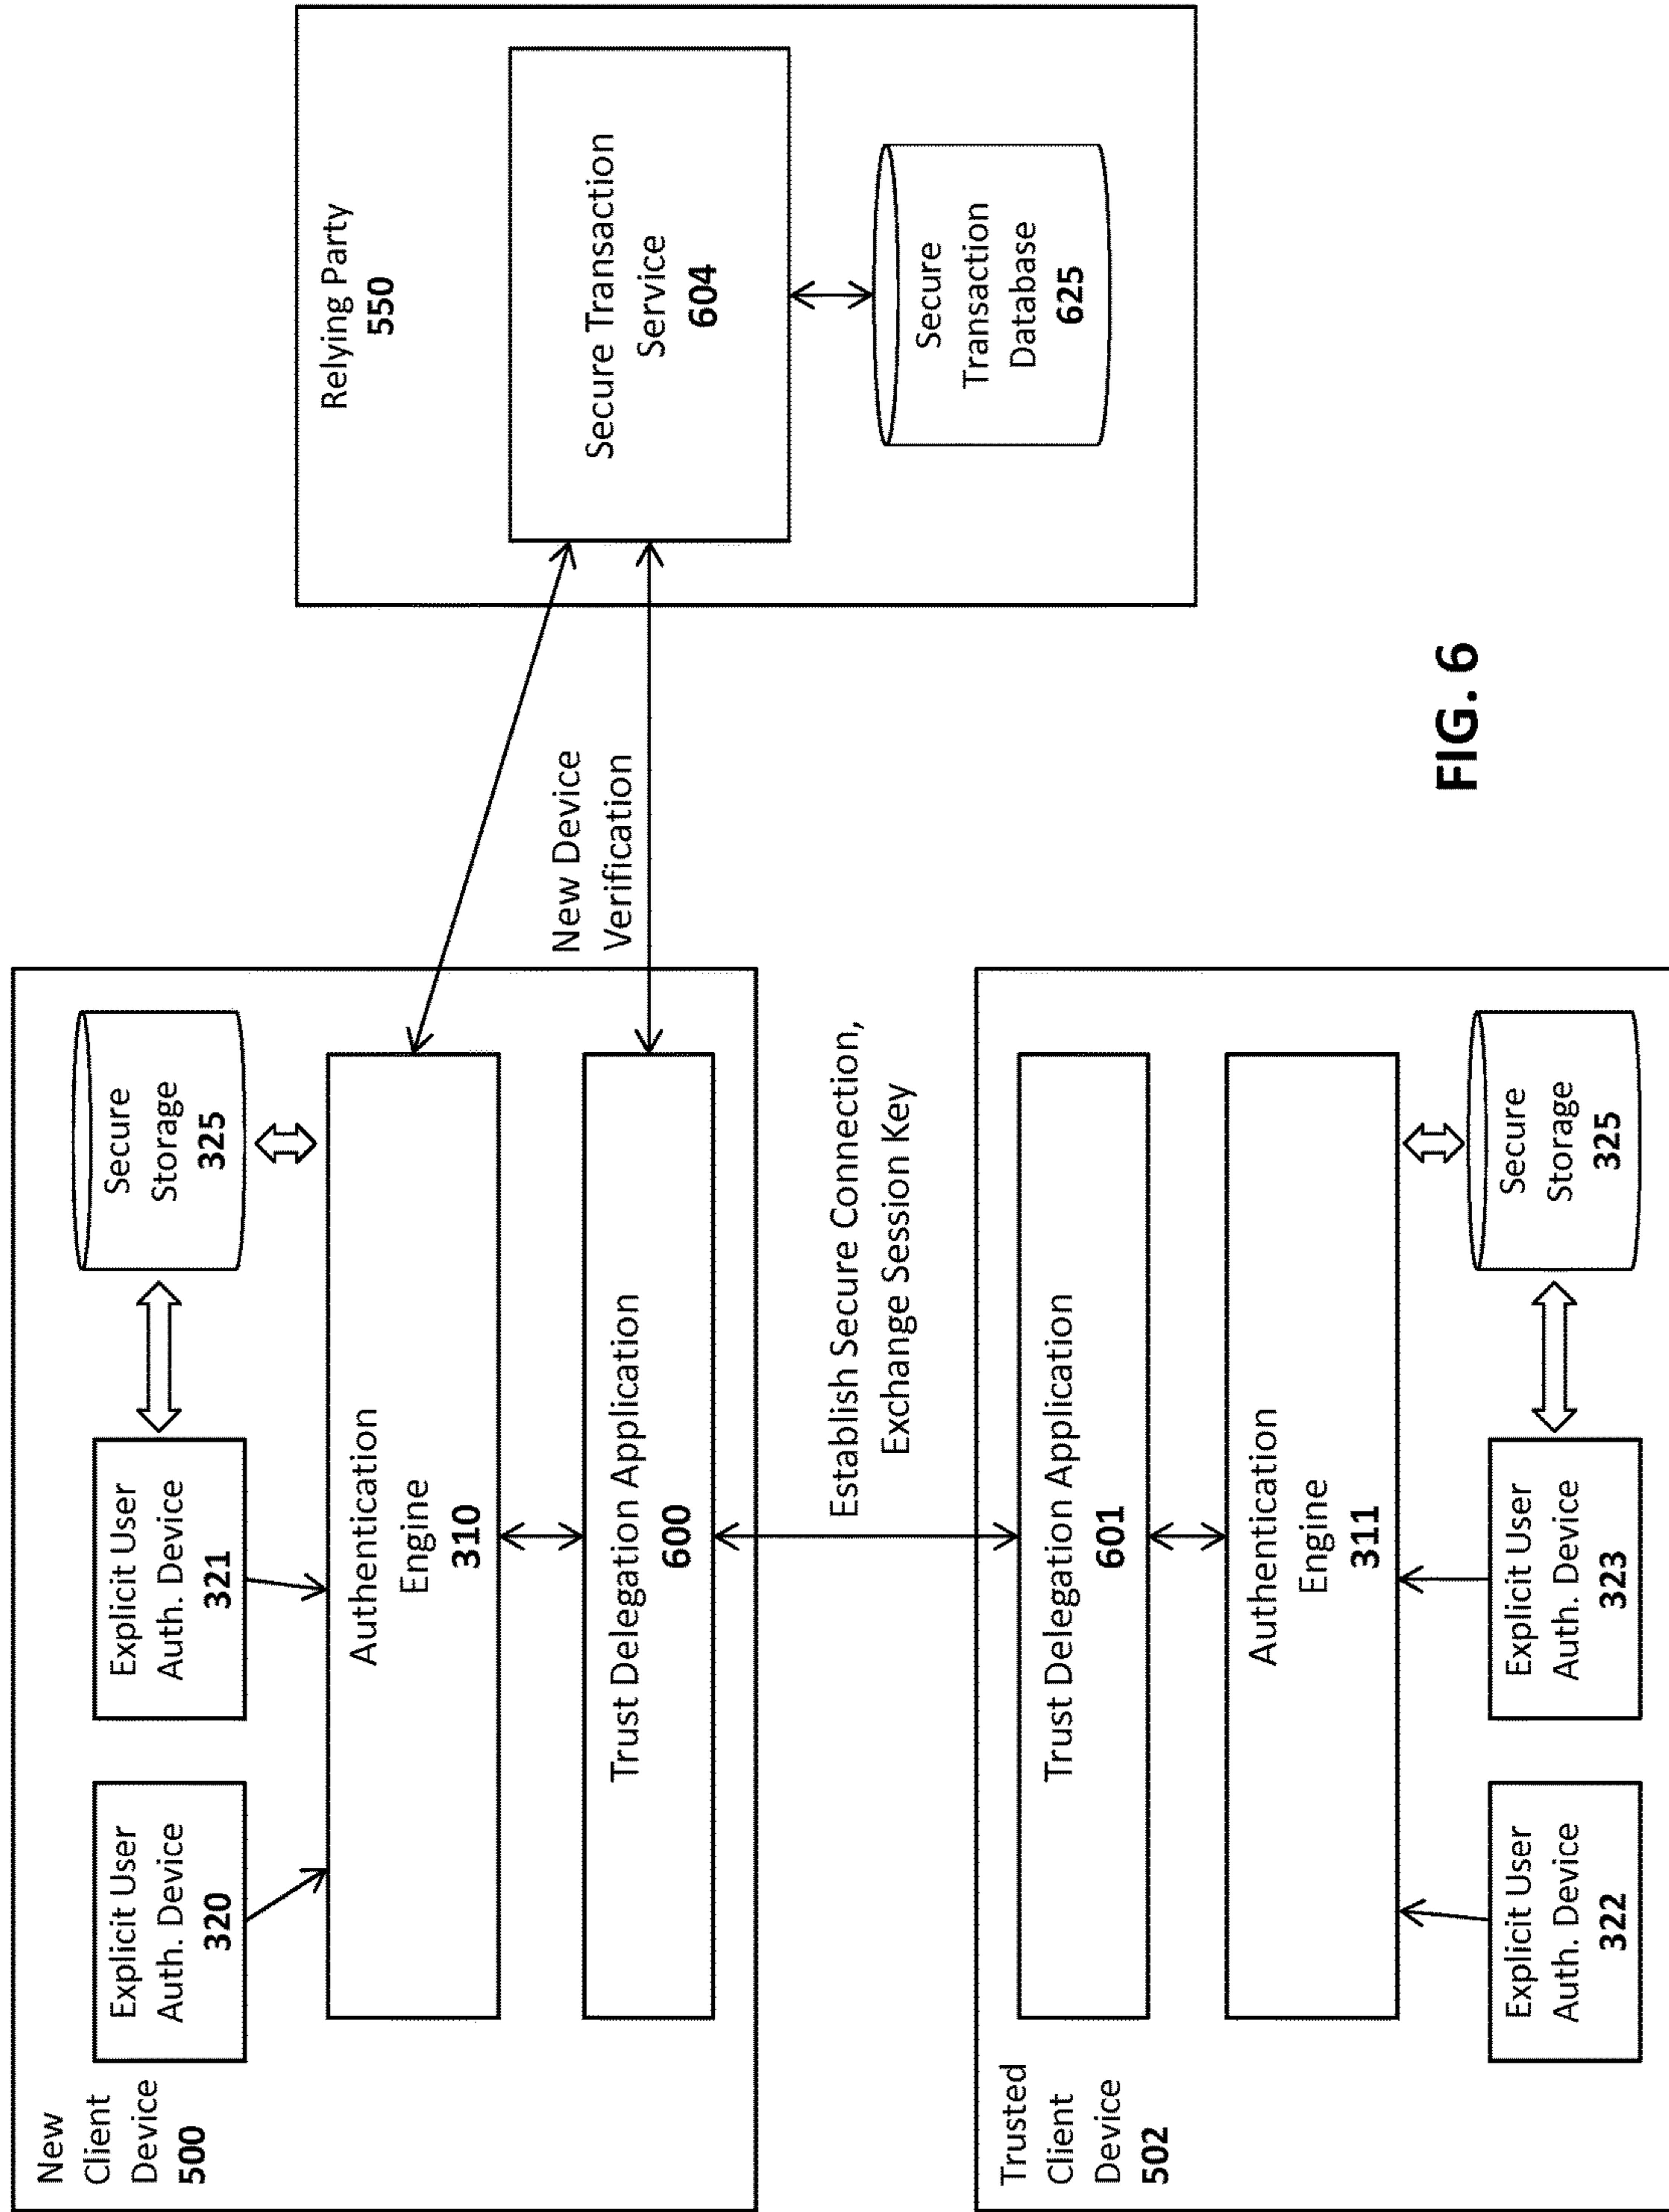 New
Client
Device
500
Explicit User
Auth. Device
320
Explicit User
Auth. Device
321
Secure
Storage
325
Authentication
Engine
310
Trust Delegation Application
600
New Device
Verification
Relying Party
550
Secure Transaction
Service
604
Secure
Transaction
Database
625
Establish Secure Connection,
Exchange Session Key
Trusted
Client
Device
502
Trust Delegation Application
601
Authentication
Engine
311
Explicit User
Auth. Device
322
Explicit User
Auth. Device
323
Secure
Storage
325
FIG. 6